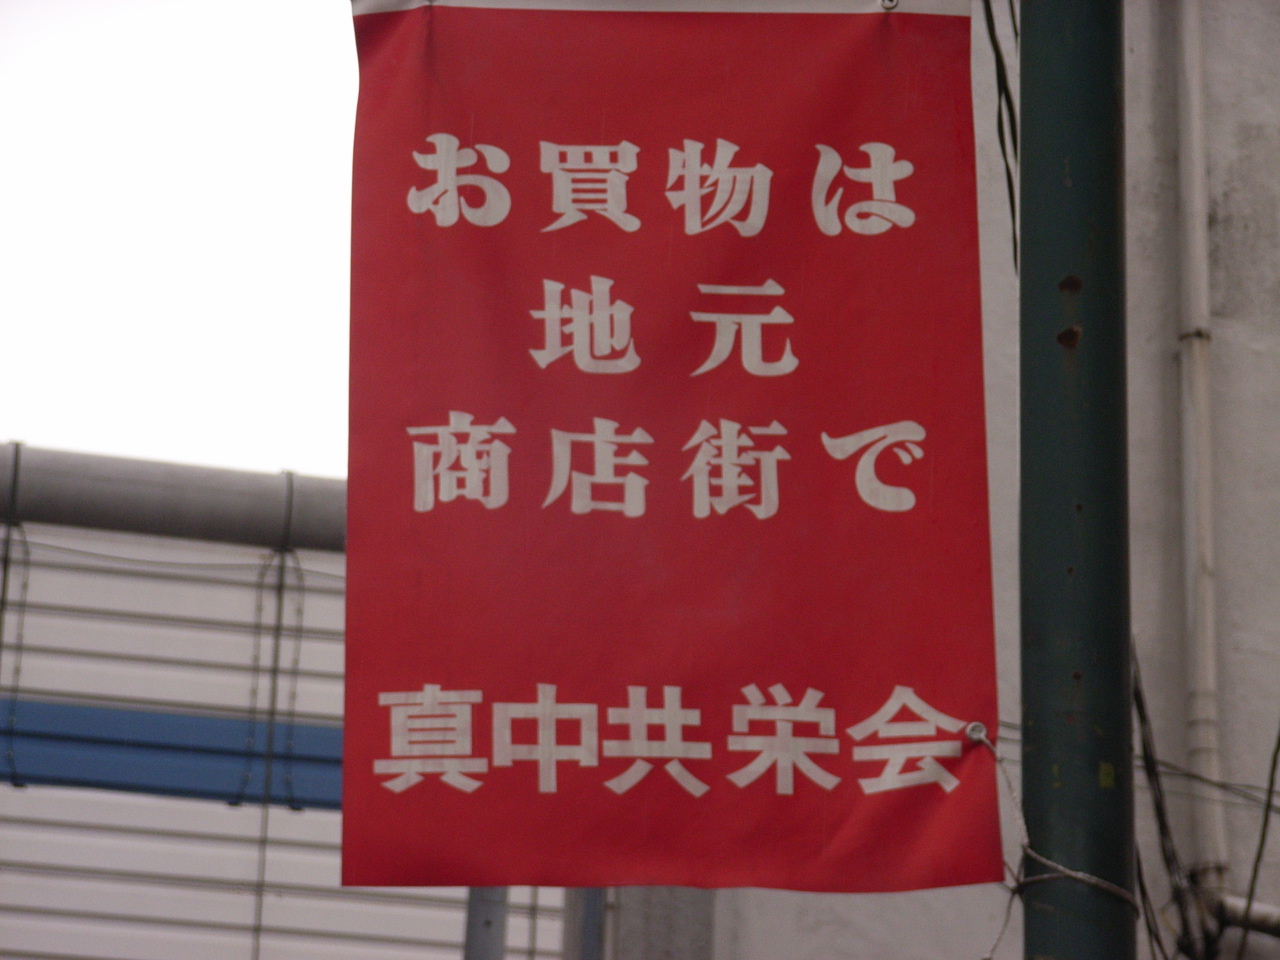 お買物は
地元
商店街で
真中共栄会